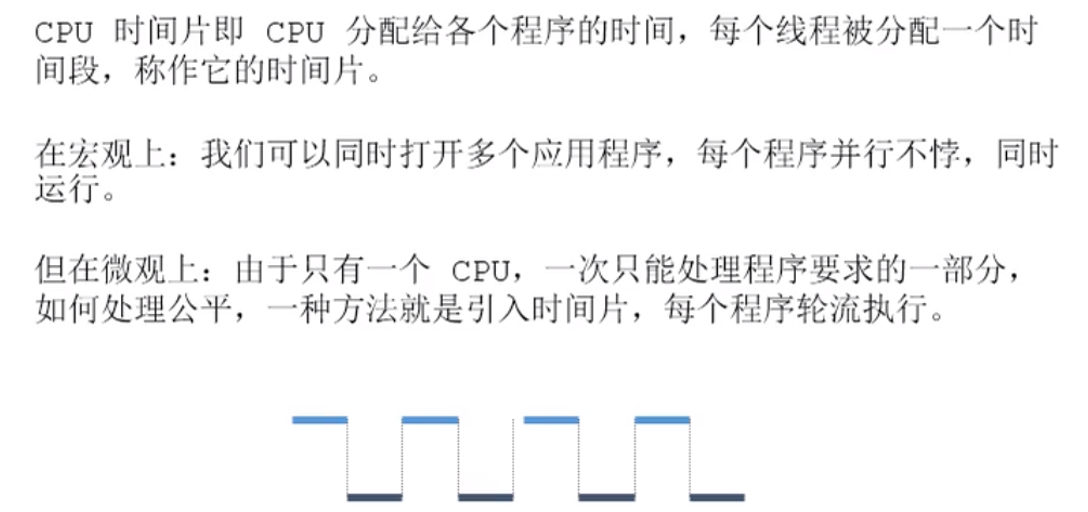 CPU 时间片即 CPU 分配给各个程序的时间，每个线程被分配一个时
间段，称作它的时间片。
在宏观上：我们可以同时打开多个应用程序，每个程序并行不悖，同时
运行。
但在微观上：由于只有一个 CPU，一次只能处理程序要求的一部分，
如何处理公平，一种方法就是引入时间片，每个程序轮流执行。